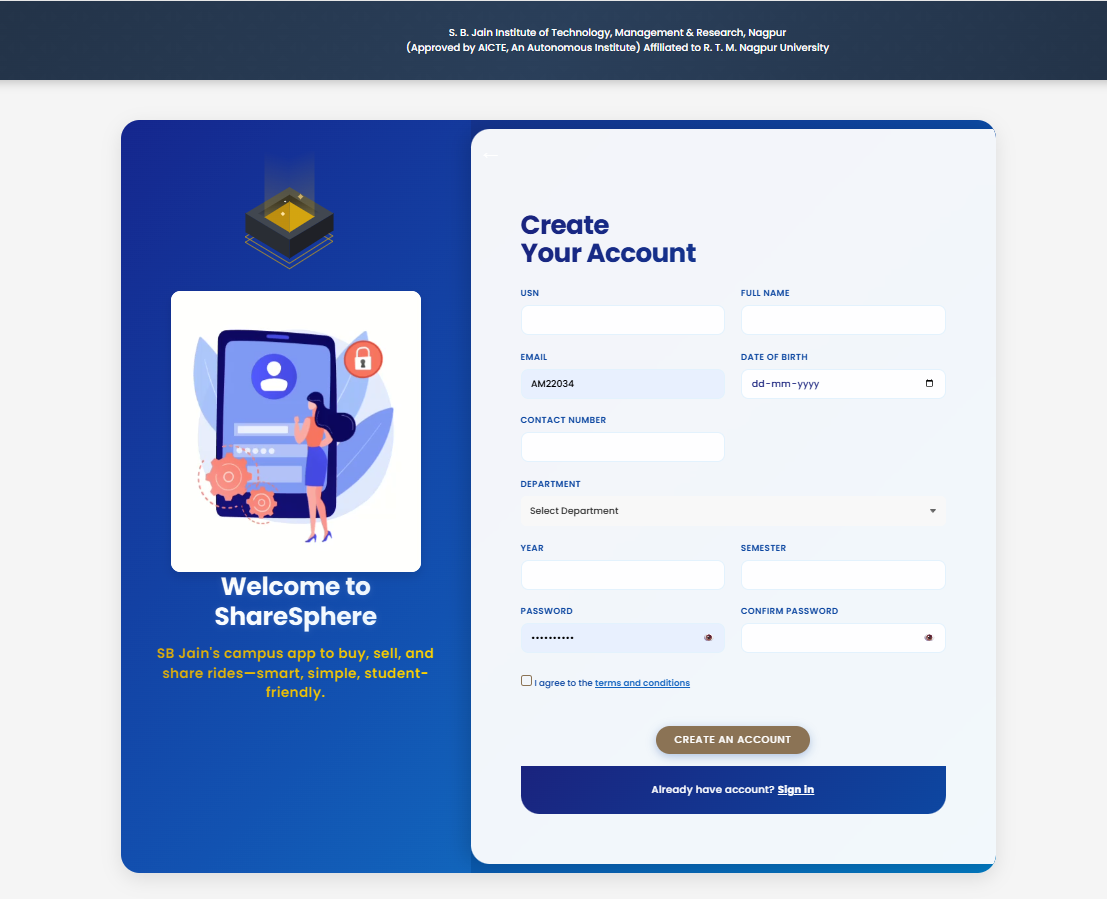 S. B. Jain Institute of Technology, Management & Research, Nagpur
(Approved by AICTE, An Autonomous Institute) Affiliated to R. T. M. Nagpur University
Welcome to
ShareSphere
SB Jain's campus app to buy, sell, and
share rides—smart, simple, student-
friendly.
←
Create
Your Account
USN
FULL NAME
EMAIL
DATE OF BIRTH
AM22034
dd-mm-yyyy
CONTACT NUMBER
DEPARTMENT
Select Department
YEAR
SEMESTER
PASSWORD
CONFIRM PASSWORD
••••••••••
I agree to the terms and conditions
CREATE AN ACCOUNT
Already have account? Sign in